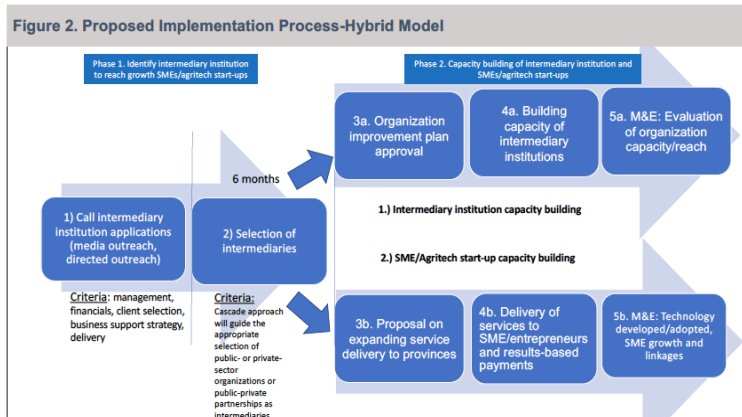 Figure 2. Proposed Implementation Process-Hybrid Model
Phase 1. Identify intermediary institution
to reach growth SMEs/agritech start-ups
Phase 2. Capacity building of intermediary institution and
SMEs/agritech start-ups
3a. Organization
improvement plan
approval
4a. Building
capacity of
intermediary
institutions
5a. M&E: Evaluation
of organization
capacity/reach
6 months
1.) Intermediary institution capacity building
1) Call intermediary
institution applications
(media outreach,
directed outreach)
2) Selection of
intermediaries
2.) SME/Agritech start-up capacity building
Criteria: management,
financials, client selection,
business support strategy,
delivery
Criteria:
Cascade approach
will guide the
appropriate
selection of
public- or private-
sector
organizations or
public-private
partnerships as
intermediaries
3b. Proposal on
expanding service
delivery to provinces
4b. Delivery of
services to
SME/entrepreneurs
and results-based
payments
5b. M&E: Technology
developed/adopted,
SME growth and
linkages